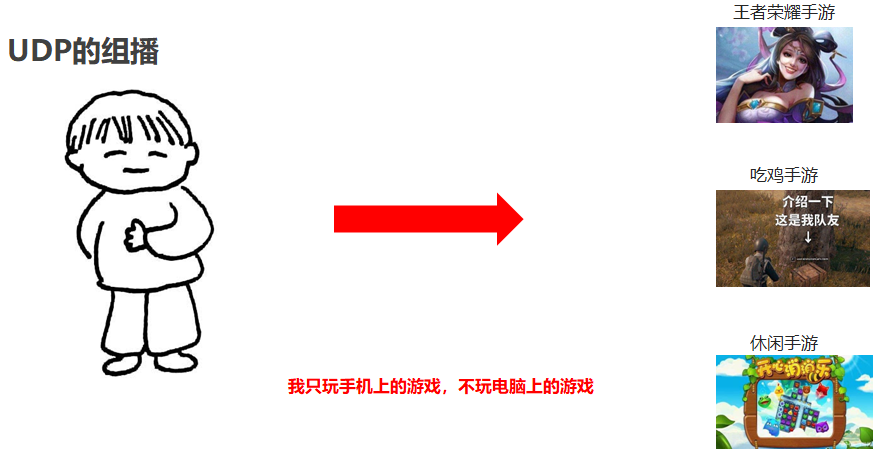 王者荣耀手游
UDP的组播
吃鸡手游
介绍一下
这是我队友
↓
休闲手游
开心消消乐
我只玩手机上的游戏，不玩电脑上的游戏